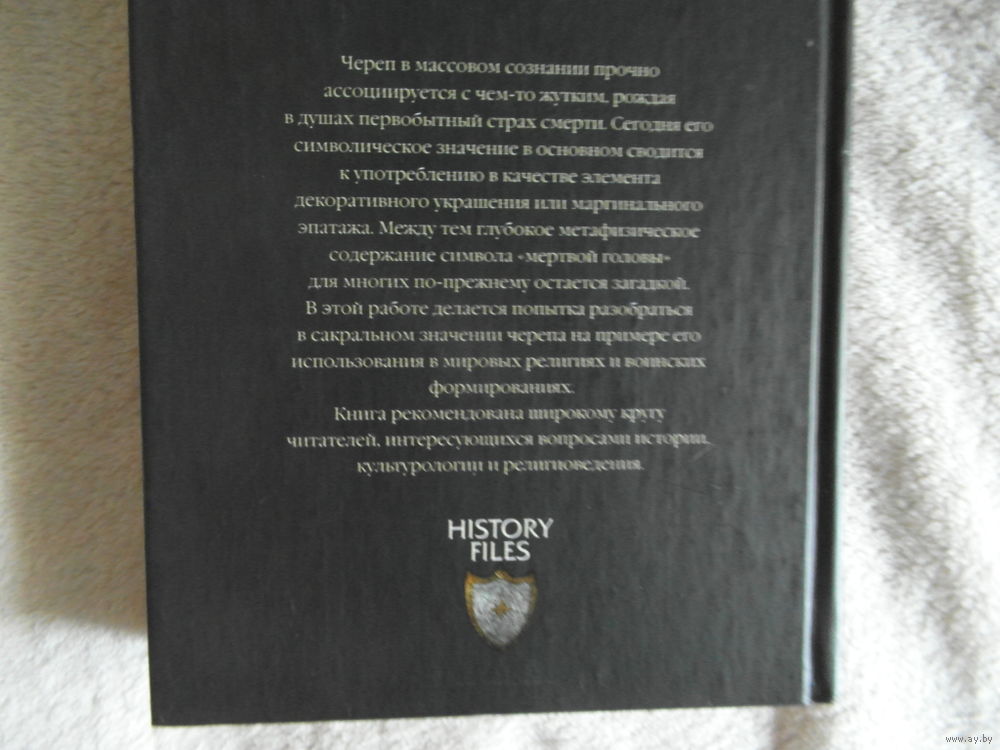 Череп в массовом сознании прочно
ассоциируется с чем-то жутким, рождая
в душах первобытный страх смерти. Сегодня его
символическое значение в основном сводится
к употреблению в качестве элемента
декоративного украшения или маргинального
эпатажа. Между тем глубокое метафизическое
содержание символа «мертвой головы»
для многих по-прежнему остается загадкой.
В этой работе делается попытка разобраться
в сакральном значении черепа на примере его
использования в мировых религиях и воинских
формированиях.
Книга рекомендована широкому кругу
читателей, интересующихся вопросами истории,
культурологии и религиоведения.
HISTORY
FILES
www.ay.by